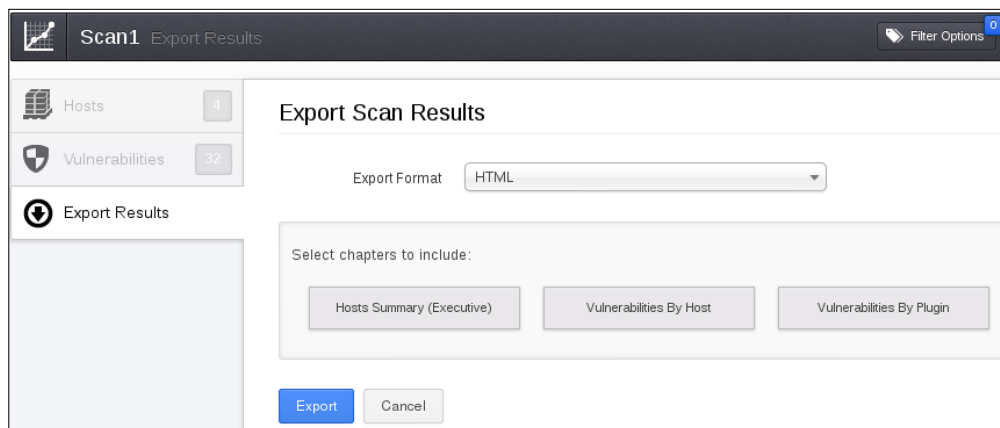 Scan1 Export Results
Filter Options 0
Hosts 4
Vulnerabilities 32
Export Results
Export Scan Results
Export Format HTML
Select chapters to include:
Hosts Summary (Executive) Vulnerabilities By Host Vulnerabilities By Plugin
Export Cancel